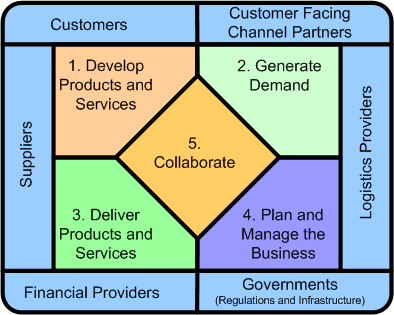 Customers
Customer Facing
Channel Partners
1. Develop
Products and
Services
2. Generate
Demand
Suppliers
5.
Collaborate
Logistics Providers
3. Deliver
Products and
Services
4. Plan and
Manage the
Business
Financial Providers
Governments
(Regulations and Infrastructure)